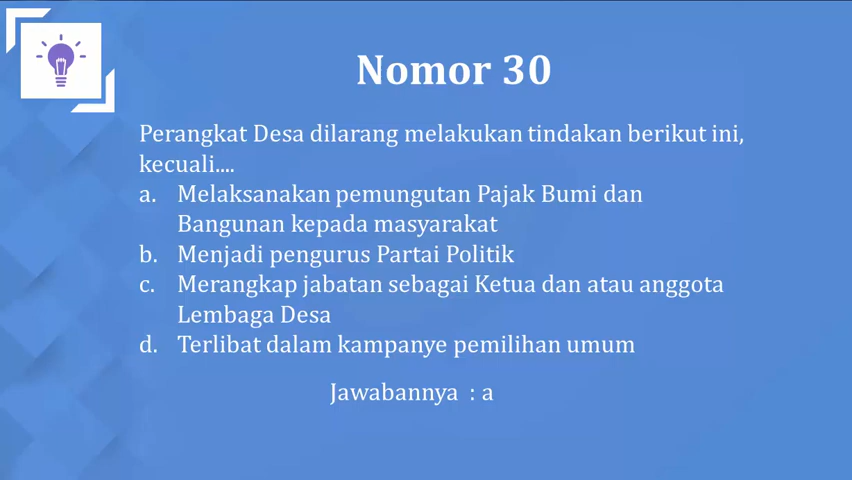 Nomor 30
Perangkat Desa dilarang melakukan tindakan berikut ini,
kecuali....
a. Melaksanakan pemungutan Pajak Bumi dan
Bangunan kepada masyarakat
b. Menjadi pengurus Partai Politik
c. Merangkap jabatan sebagai Ketua dan atau anggota
Lembaga Desa
d. Terlibat dalam kampanye pemilihan umum
Jawabannya : a